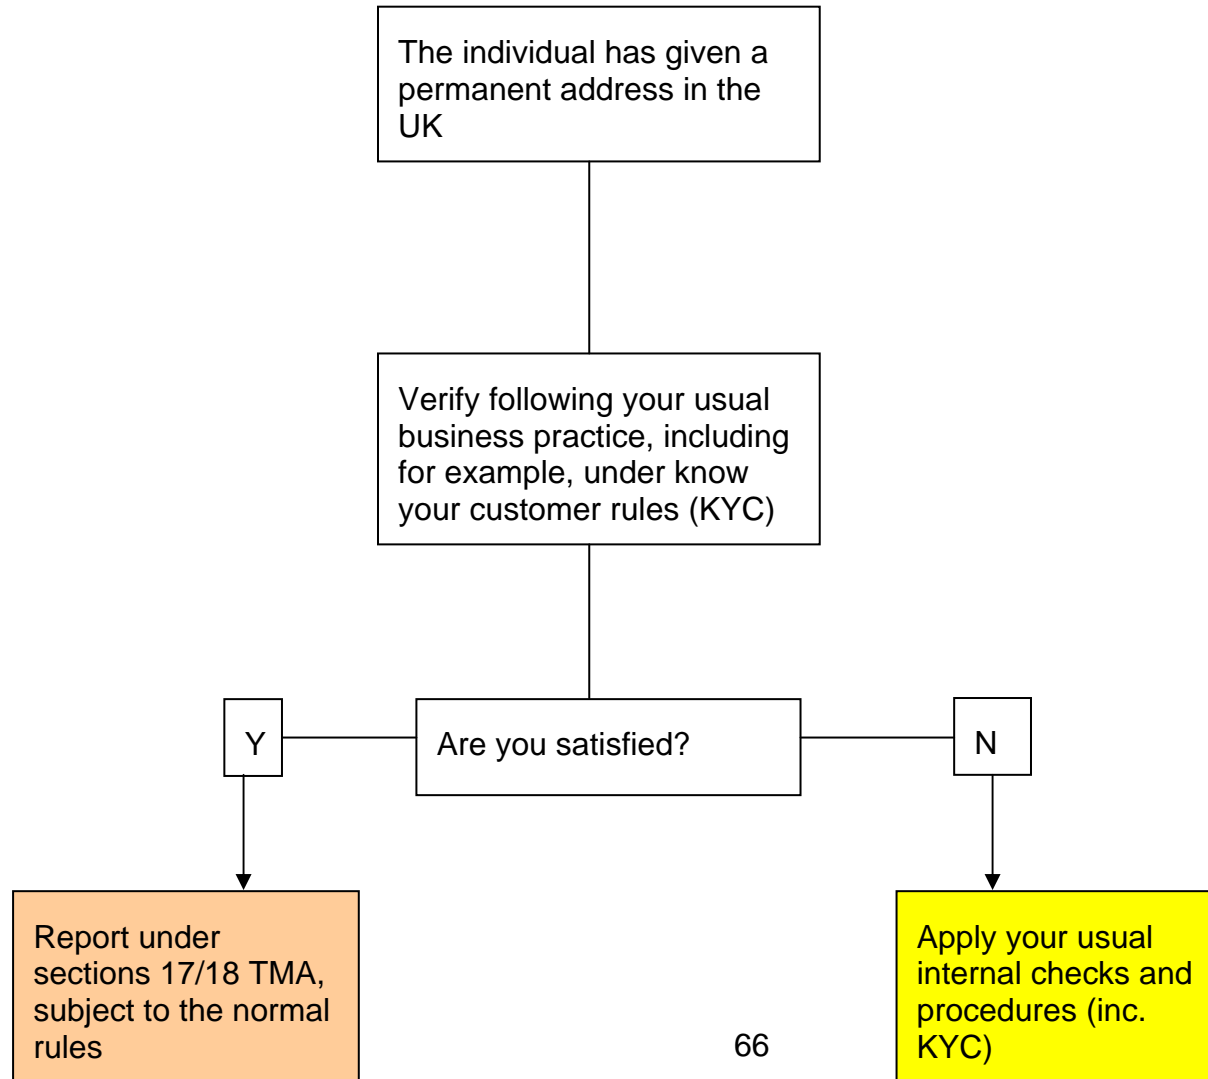 The individual has given a
permanent address in the
UK
Verify following your usual
business practice, including
for example, under know
your customer rules (KYC)
Y
Are you satisfied?
N
Report under
sections 17/18 TMA,
subject to the normal
rules
Apply your usual
internal checks and
procedures (inc.
KYC)
66